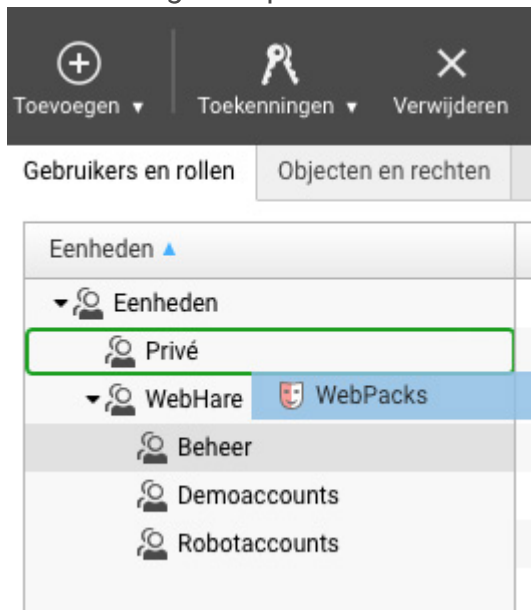 Toevoegen ▼ Toekenningen ▼ Verwijderen
Gebruikers en rollen Objecten en rechten
Eenheden ▲
Eenheden
Privé
WebHare WebPacks
Beheer
Demoaccounts
Robotaccounts